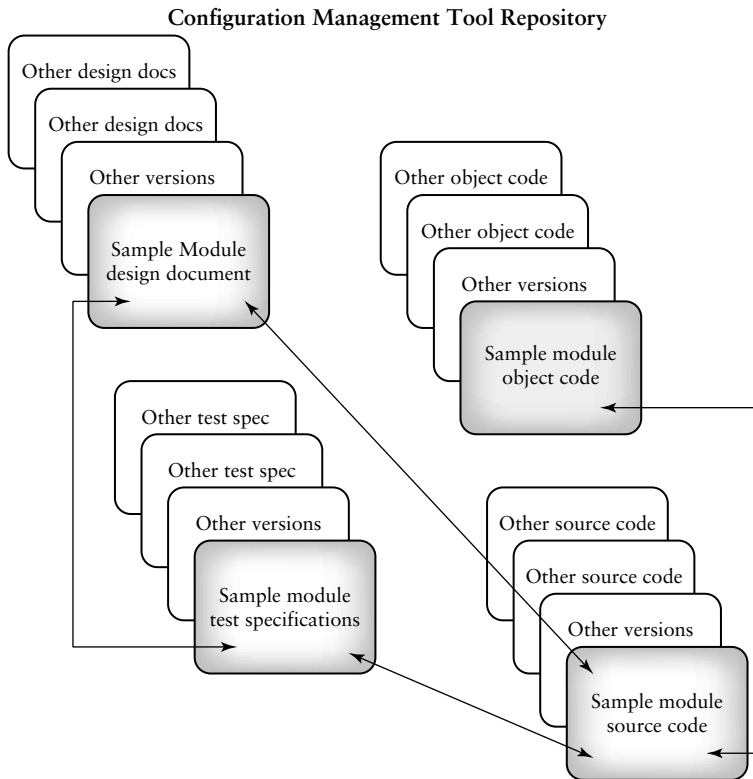 Configuration Management Tool Repository
Other design docs
Other design docs
Other versions
Sample Module
design document
Other object code
Other object code
Other versions
Sample module
object code
Other test spec
Other test spec
Other versions
Sample module
test specifications
Other source code
Other source code
Other versions
Sample module
source code